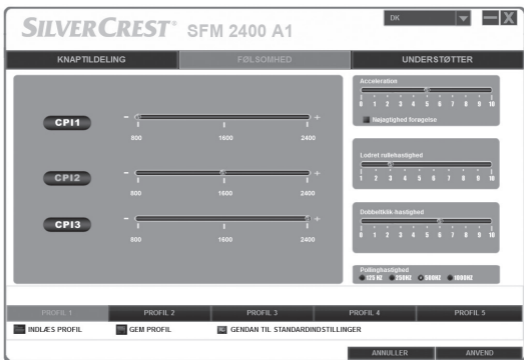 SILVERCREST® SFM 2400 A1
DK
X
KNAPTILDELING FØLSOMHED UNDERSTØTTER
CPI1
- +
800 1600 2400
CPI2
- +
800 1600 2400
CPI3
- +
800 1600 2400
Acceleration
0 1 2 3 4 5 6 7 8 9 10
Nøjagtighed forøgelse
Lodret rullehastighed
1 2 3 4 5 6 7 8 9 10
Dobbeltklik-hastighed
0 1 2 3 4 5 6 7 8 9 10
Pollinghastighed
125 HZ 250HZ 500HZ 1000HZ
PROFIL 1 PROFIL 2 PROFIL 3 PROFIL 4 PROFIL 5
INDLÆS PROFIL GEM PROFIL GENDAN TIL STANDARDINDSTILLINGER
ANNULLER ANVEND